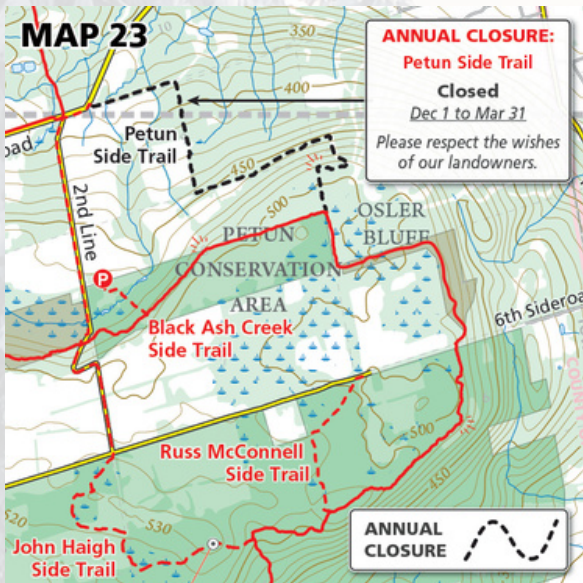 MAP 23
ANNUAL CLOSURE:
Petun Side Trail
Closed
Dec 1 to Mar 31
Please respect the wishes
of our landowners.
350
10
350
400
oad
Petun
Side Trail
450
500
2nd Line
OSLER
BLUFF
PETUN
CONSERVATION
AREA
P
Black Ash Creek
Side Trail
6th Sideroa
Russ McConnell
Side Trail
500
450
520
530
John Haigh
Side Trail
ANNUAL
CLOSURE